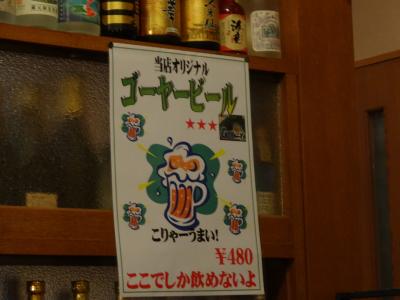 当店オリジナル
ゴーヤービール
★★★
こりゃーうまい!
¥480
ここでしか飲めないよ